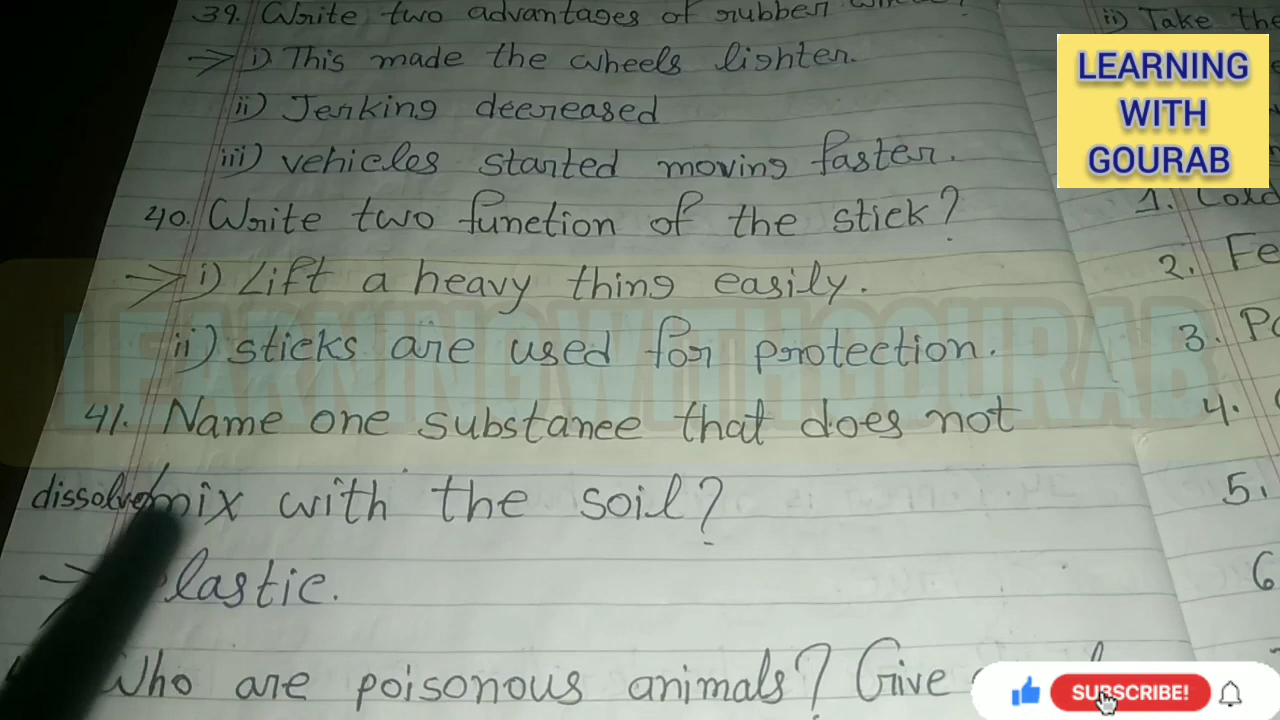 39. Write two advantages of rubber
→ i) This made the wheels lighter.
ii) Jerking decreased
iii) vehicles started moving faster.
40. Write two function of the stick?
→ i) Lift a heavy thing easily.
ii) sticks are used for protection.
41. Name one substance that does not
dissolve/mix with the soil?
→ Plastic.
Who are poisonous animals? Give
ii) Take the
1. Cold
2. Fe
3. Po
4.
5.
6
LEARNING
WITH
GOURAB
LEARNINGWITHGOURAB
SUBSCRIBE!